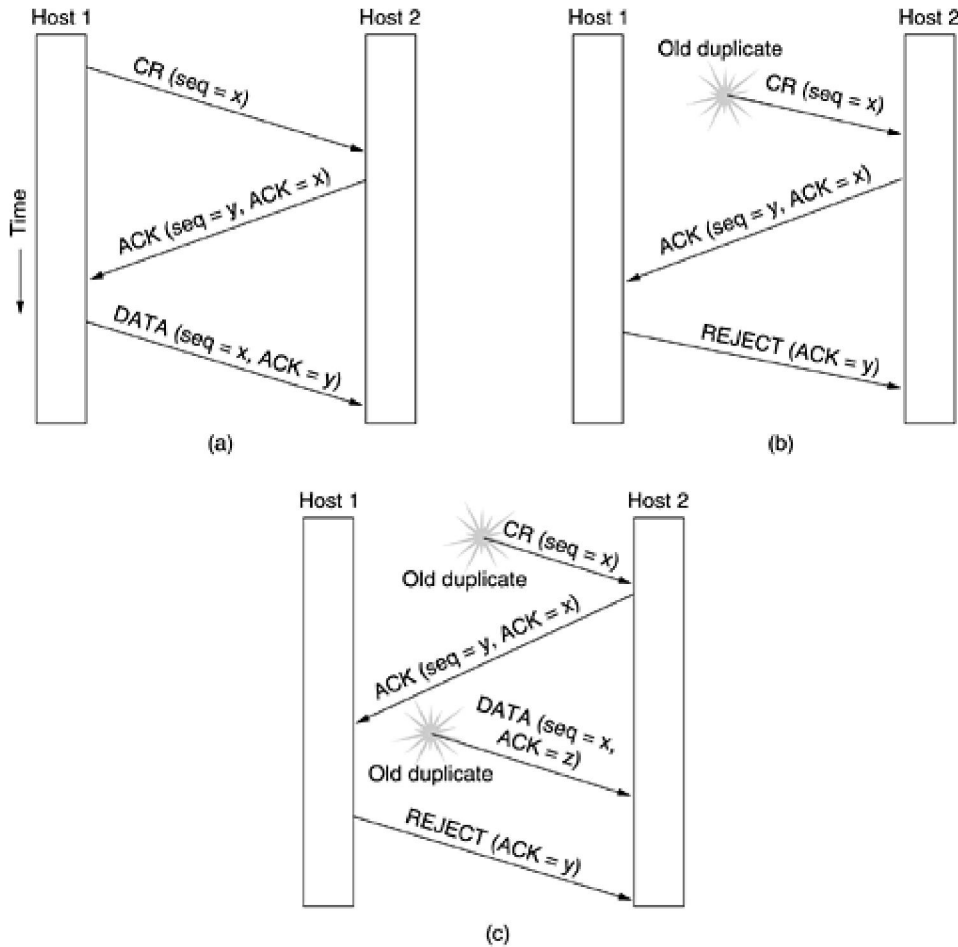 Host 1
Host 2
CR (seq = x)
ACK (seq = y, ACK = x)
DATA (seq = x, ACK = y)
Time
(a)
Host 1
Host 2
Old duplicate
CR (seq = x)
ACK (seq = y, ACK = x)
REJECT (ACK = y)
(b)
Host 1
Host 2
CR (seq = x)
Old duplicate
ACK (seq = y, ACK = x)
DATA (seq = x,
ACK = z)
Old duplicate
REJECT (ACK = y)
(c)